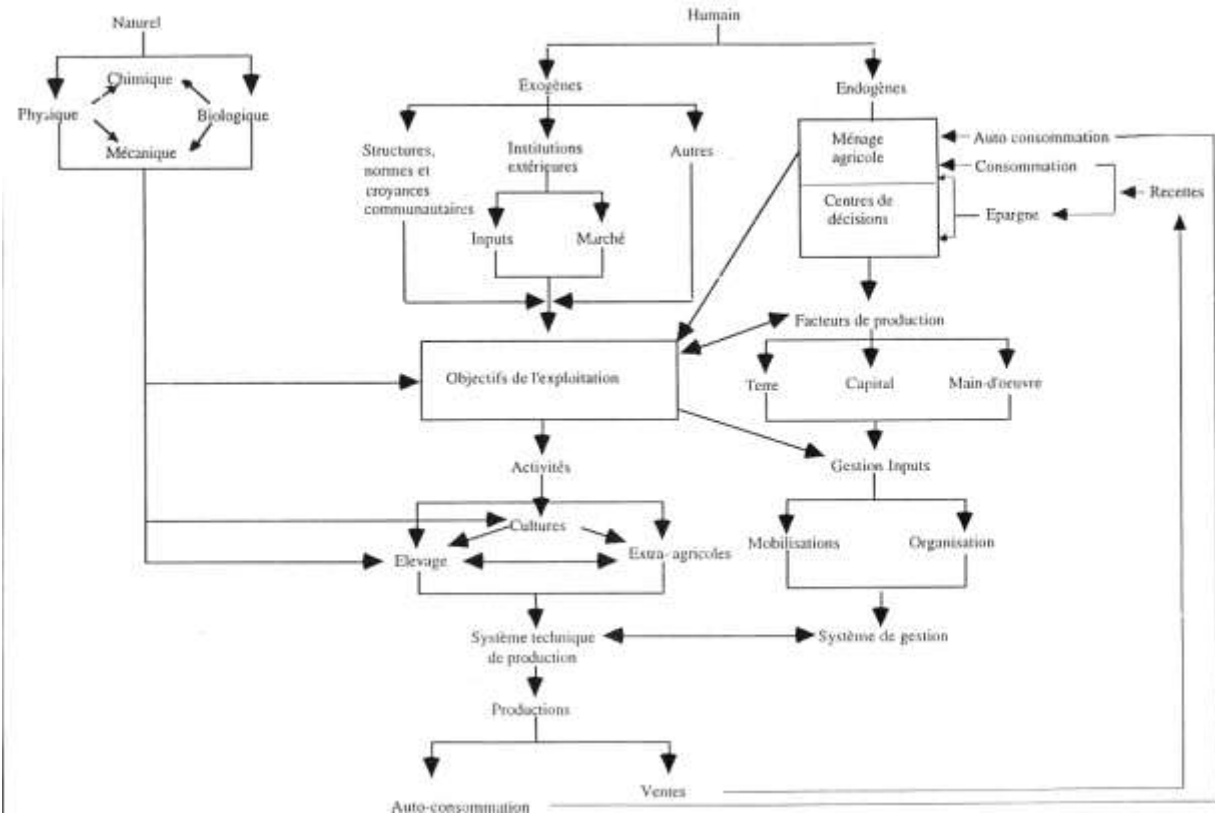 Naturel
Humain
Chimique
Physique
Biologique
Mécanique
Exogènes
Endogènes
Structures,
normes et
croyances
communautaires
Institutions
extérieures
Autres
Ménage
agricole
Auto consommation
Consommation
Centres de
décisions
Recettes
Epargne
Inputs
Marché
Facteurs de production
Objectifs de l'exploitation
Terre
Capital
Main-d'oeuvre
Activités
Gestion Inputs
Cultures
Mobilisations
Organisation
Elevage
Extra-agricoles
Système technique
de production
Système de gestion
Productions
Ventes
Auto-consommation